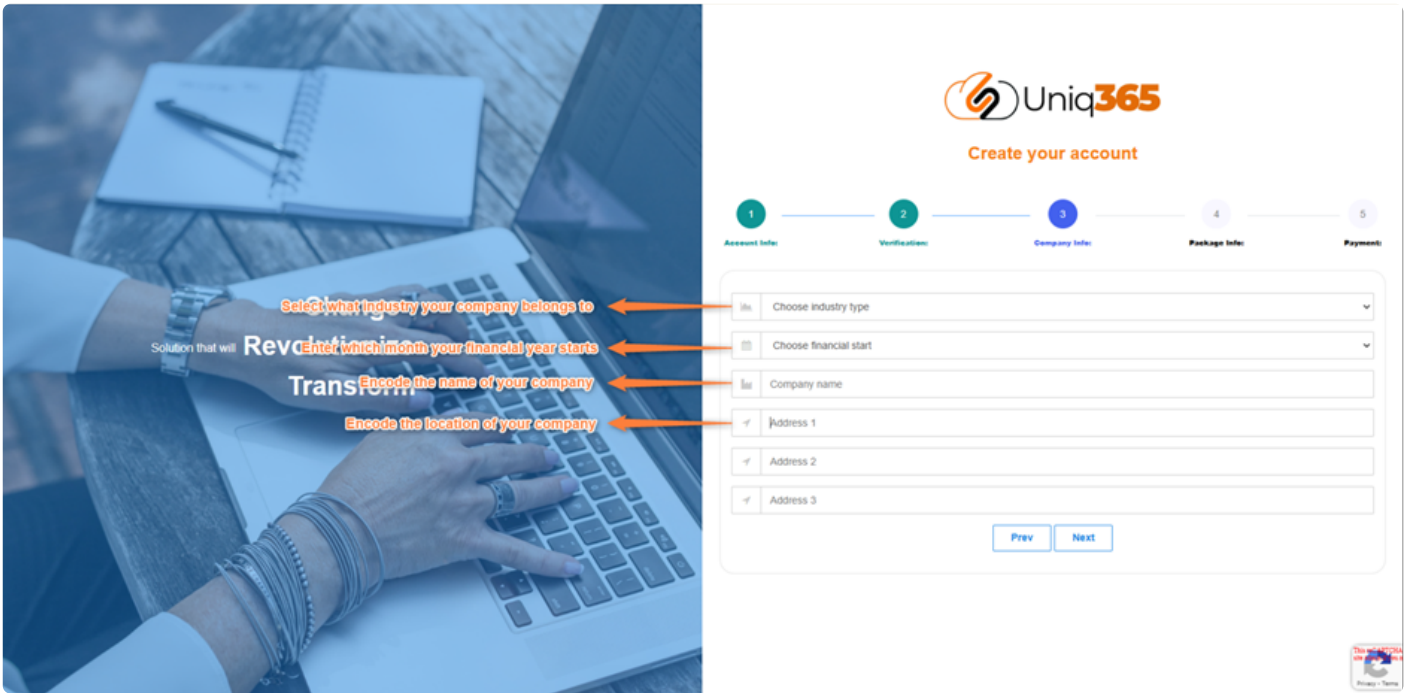 Uniq365
Create your account
1
2
3
4
5
Account Info:
Verification:
Company Info:
Package Info:
Payment:
Select what industry your company belongs to
Choose industry type
Solution that will
Enter which month your financial year starts
Choose financial start
Transform
Encode the name of your company
Company name
Encode the location of your company
Address 1
Address 2
Address 3
Prev
Next
Privacy - Terms